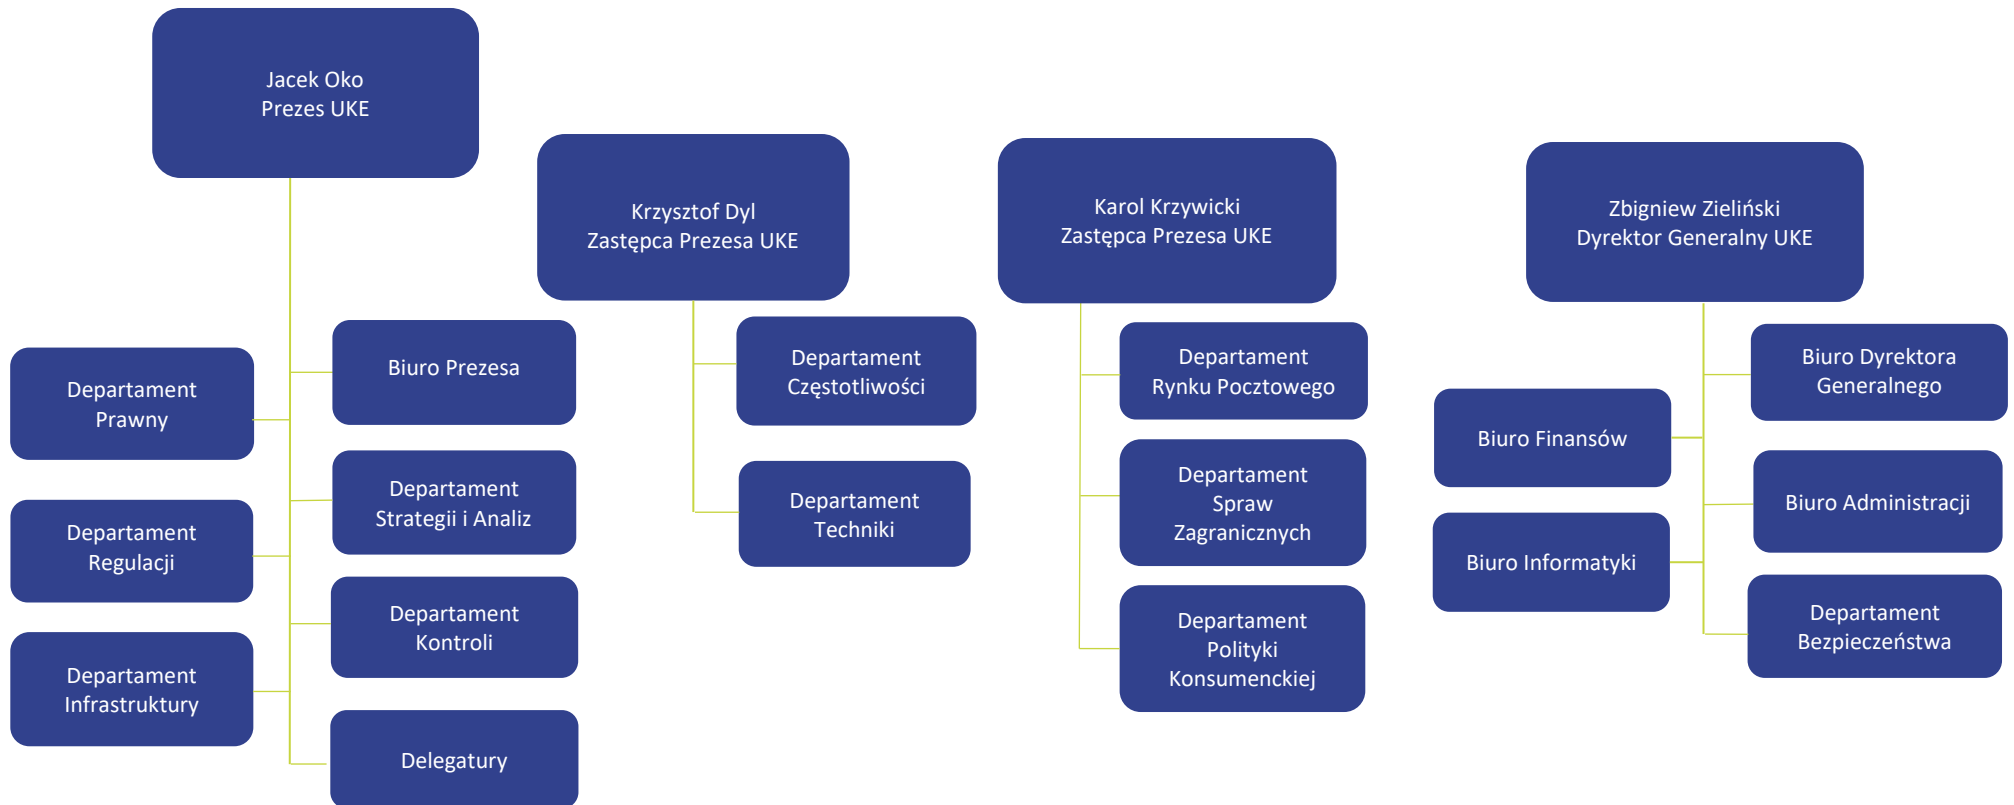 Jacek Oko
Prezes UKE
Departament
Prawny
Departament
Regulacji
Departament
Infrastruktury
Biuro Prezesa
Departament
Strategii i Analiz
Departament
Kontroli
Delegatury
Krzysztof Dyl
Zastępca Prezesa UKE
Departament
Częstotliwości
Departament
Techniki
Karol Krzywicki
Zastępca Prezesa UKE
Departament
Rynku Pocztowego
Departament
Spraw
Zagranicznych
Departament
Polityki
Konsumenckiej
Zbigniew Zieliński
Dyrektor Generalny UKE
Biuro Finansów
Biuro Informatyki
Biuro Dyrektora
Generalnego
Biuro Administracji
Departament
Bezpieczeństwa